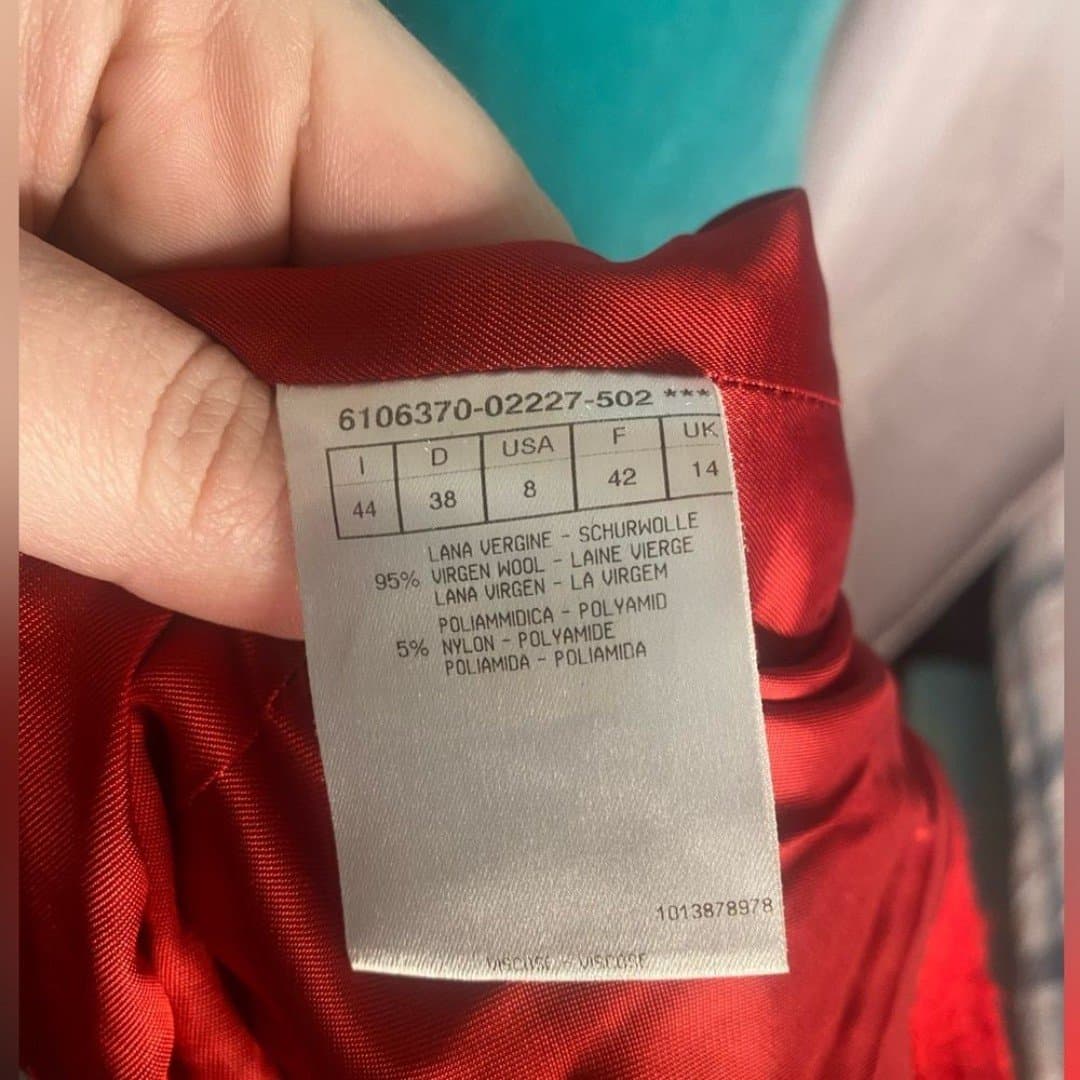 6106370-02227-502 ***
I D USA F UK
44 38 8 42 14
LANA VERGINE - SCHURWOLLE
95% VIRGEN WOOL - LAINE VIERGE
LANA VIRGEN - LA VIRGEM
POLIAMMIDICA - POLYAMID
5% NYLON - POLYAMIDE
POLIAMIDA - POLIAMIDA
1013878978
VISCOSE - VISCOSE